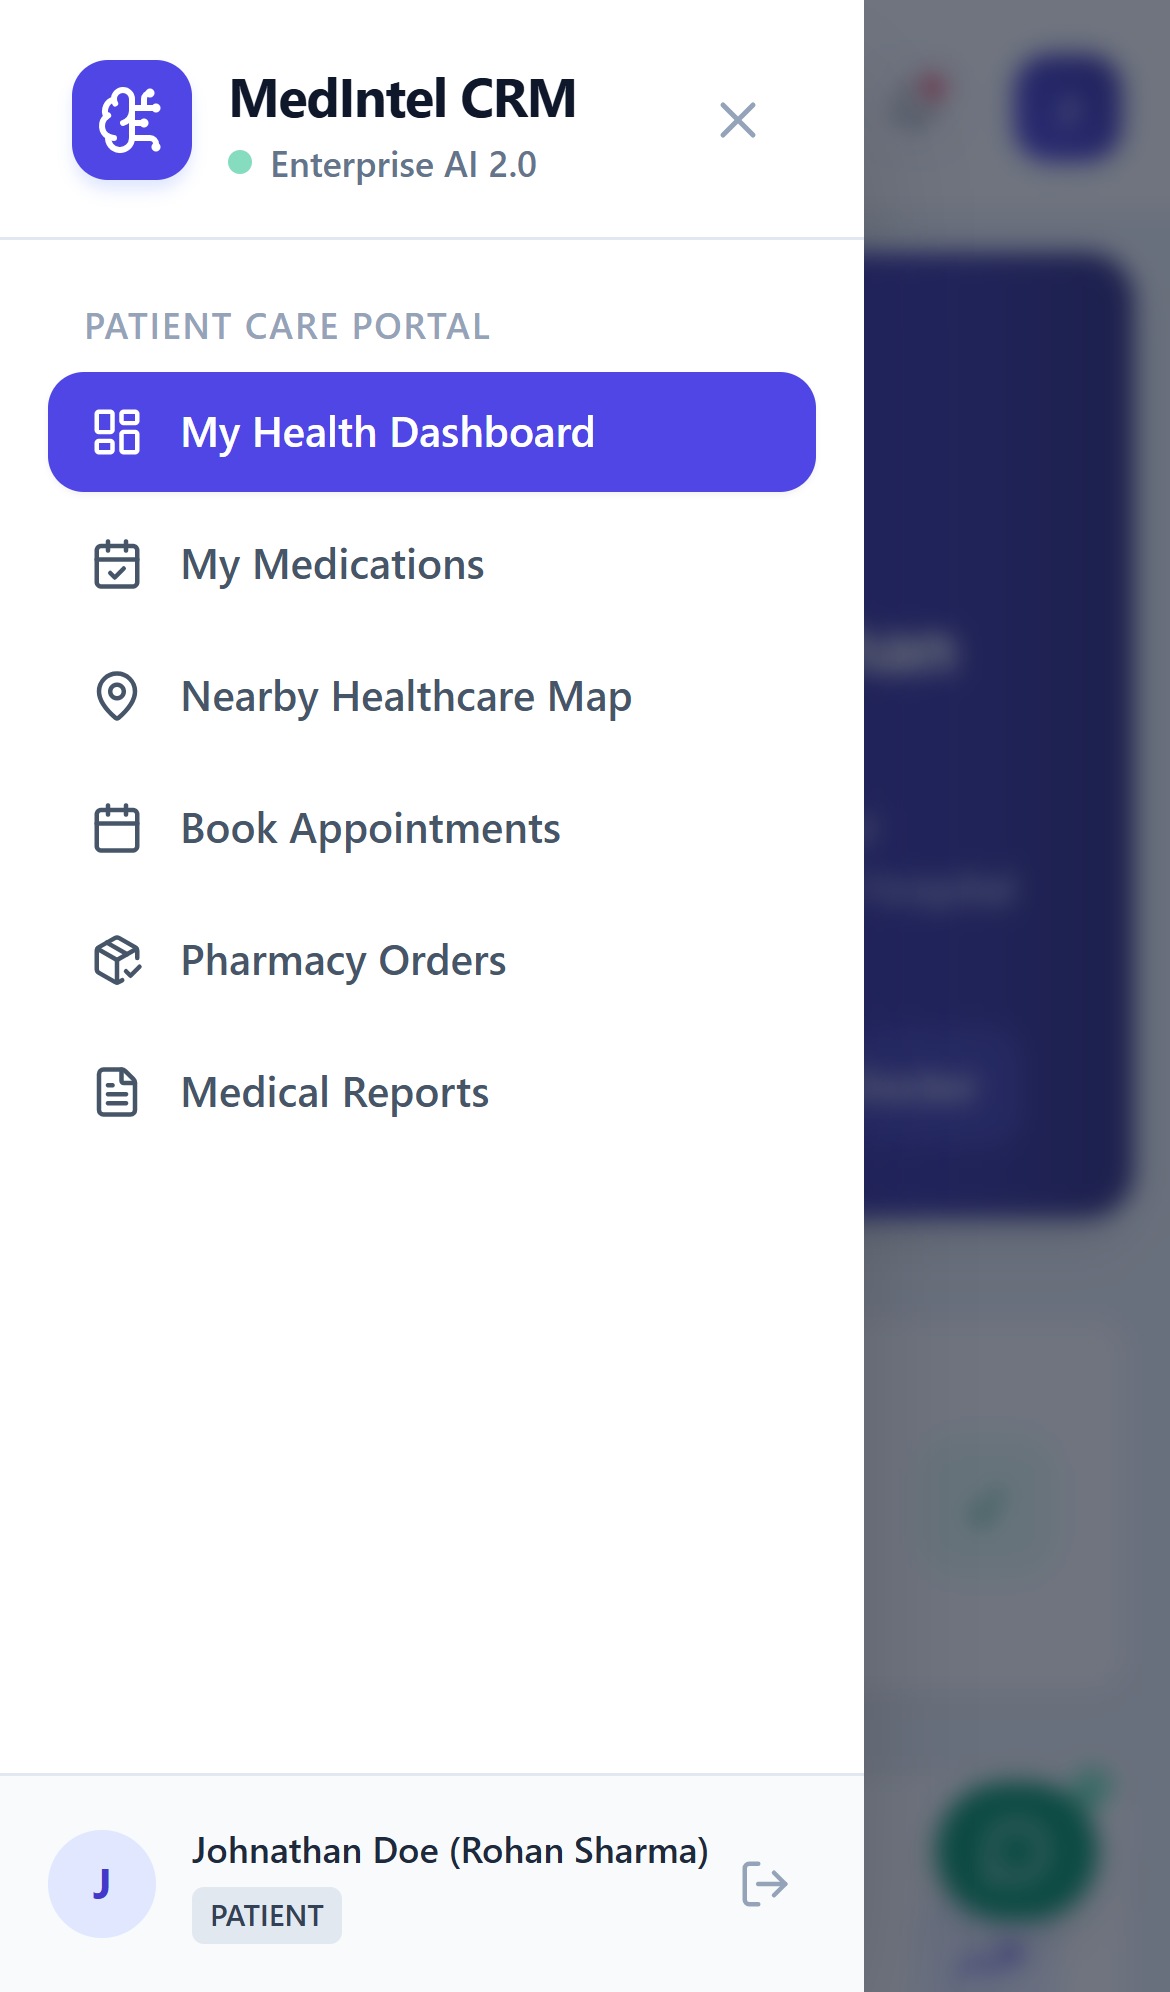 MedIntel CRM
Enterprise AI 2.0
PATIENT CARE PORTAL
My Health Dashboard
My Medications
Nearby Healthcare Map
Book Appointments
Pharmacy Orders
Medical Reports
J
Johnathan Doe (Rohan Sharma)
PATIENT